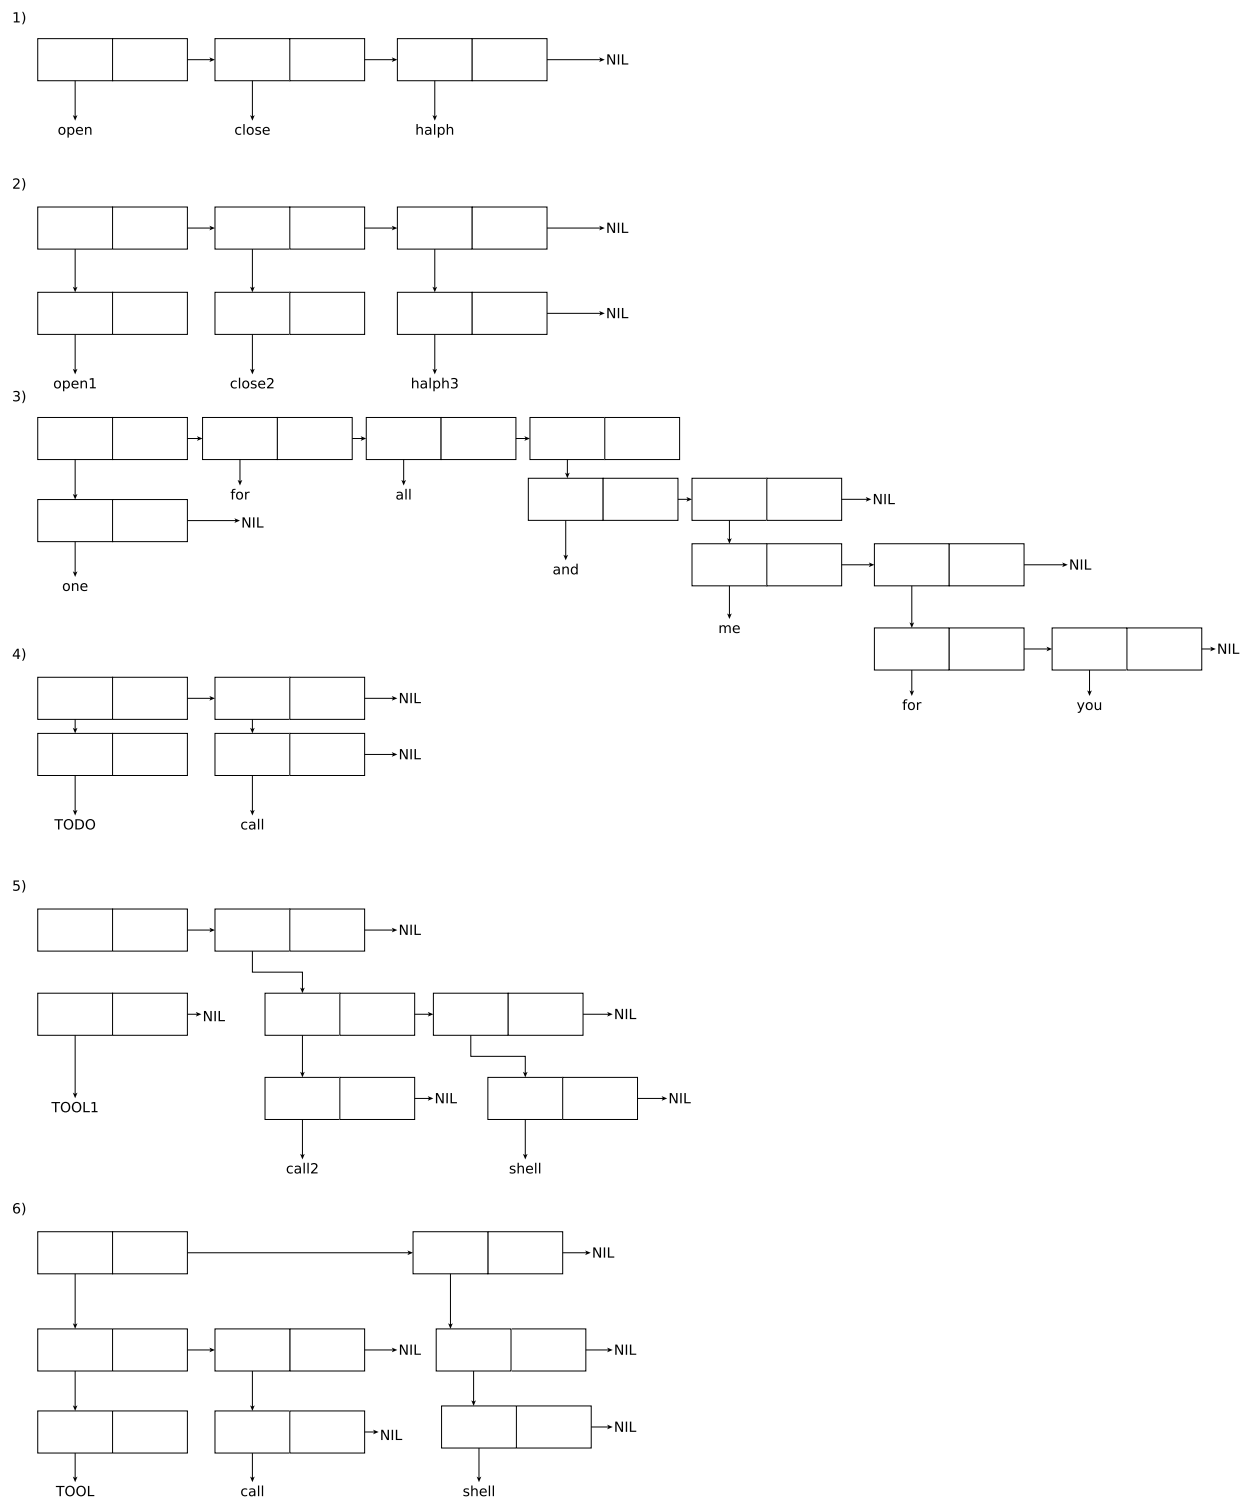 1)
NIL
open close halph
2)
NIL
NIL
open1 close2 halph3
3)
for all NIL
NIL
one and NIL
me
NIL
4)
NIL
for you
NIL
TODO call
5)
NIL
NIL NIL
NIL NIL
TOOL1
call2 shell
6)
NIL
NIL NIL
NIL NIL
TOOL call shell